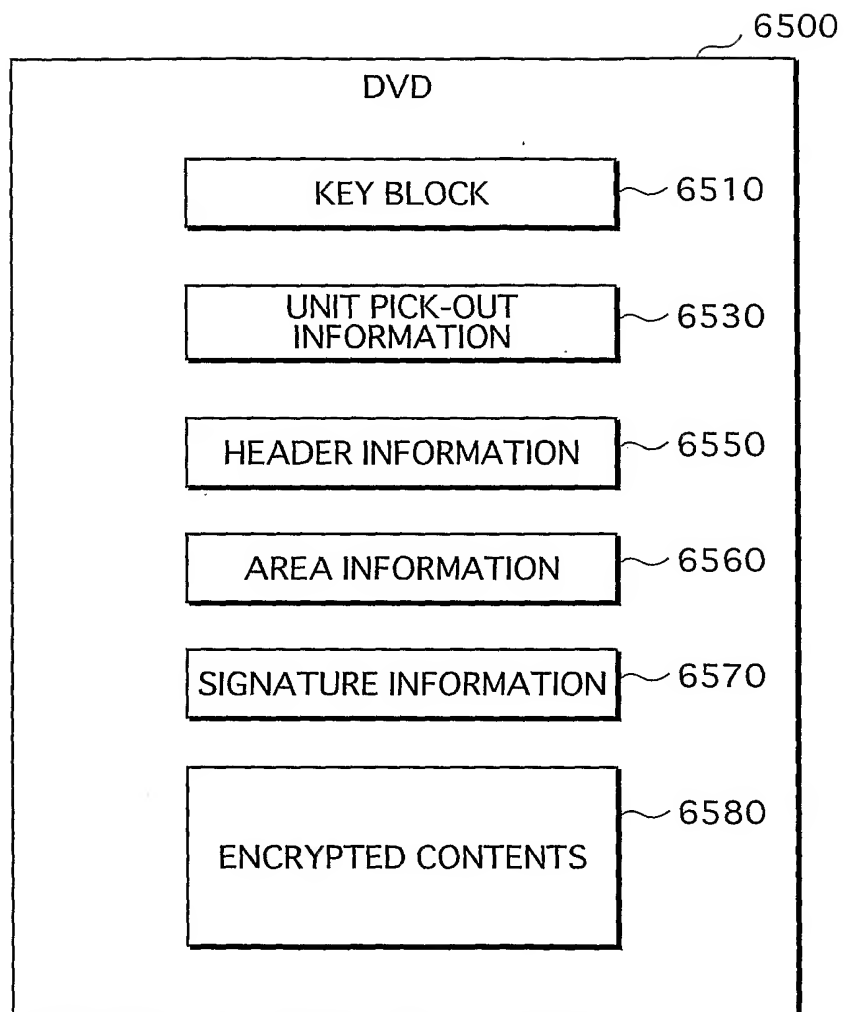 6500
DVD
KEY BLOCK 6510
UNIT PICK-OUT
INFORMATION 6530
HEADER INFORMATION 6550
AREA INFORMATION 6560
SIGNATURE INFORMATION 6570
ENCRYPTED CONTENTS 6580